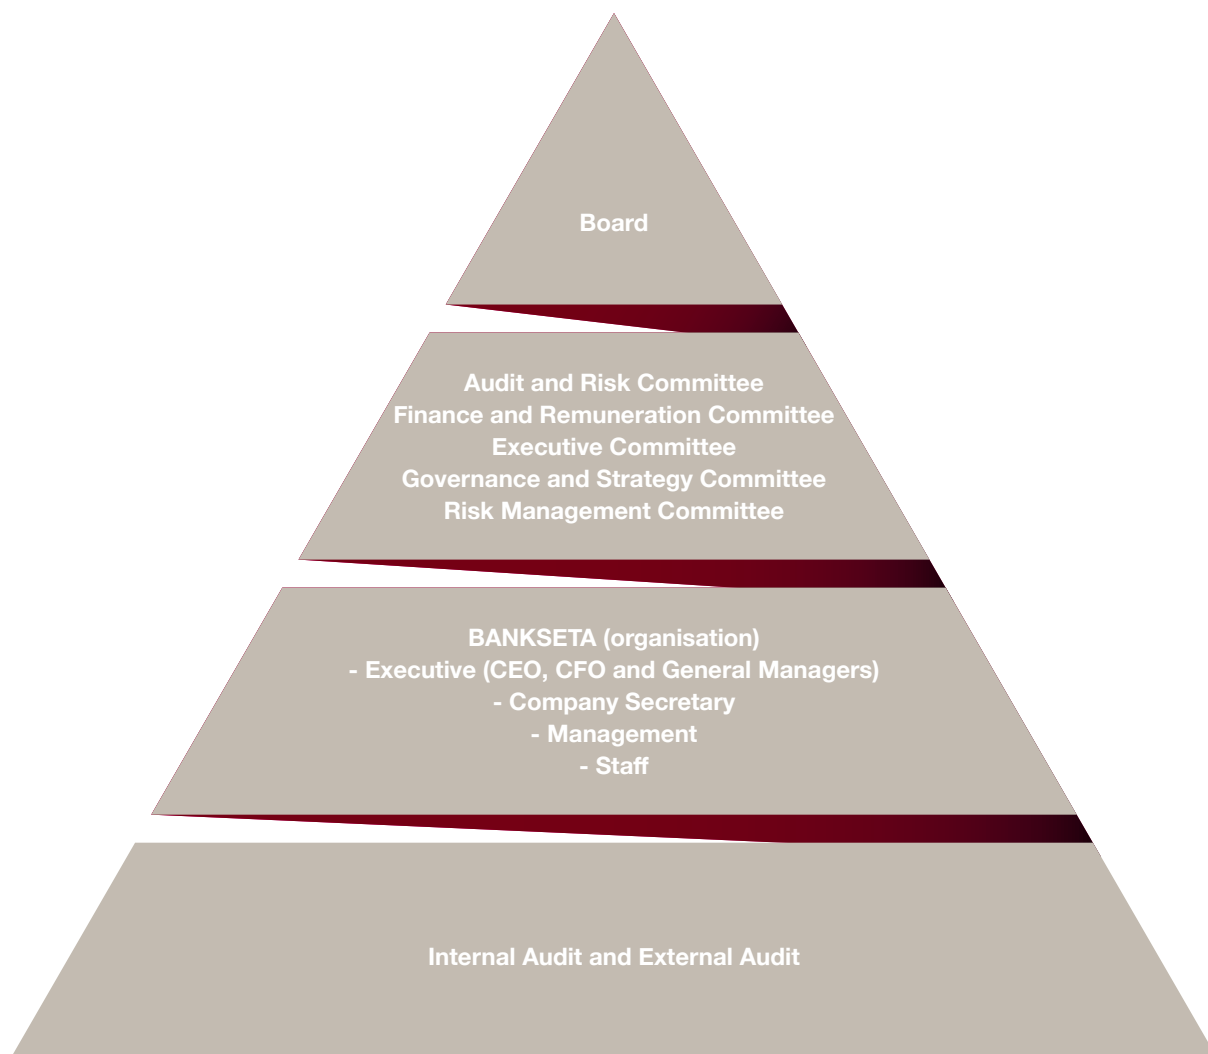 Board
Audit and Risk Committee
Finance and Remuneration Committee
Executive Committee
Governance and Strategy Committee
Risk Management Committee
BANKSETA (organisation)
- Executive (CEO, CFO and General Managers)
- Company Secretary
- Management
- Staff
Internal Audit and External Audit